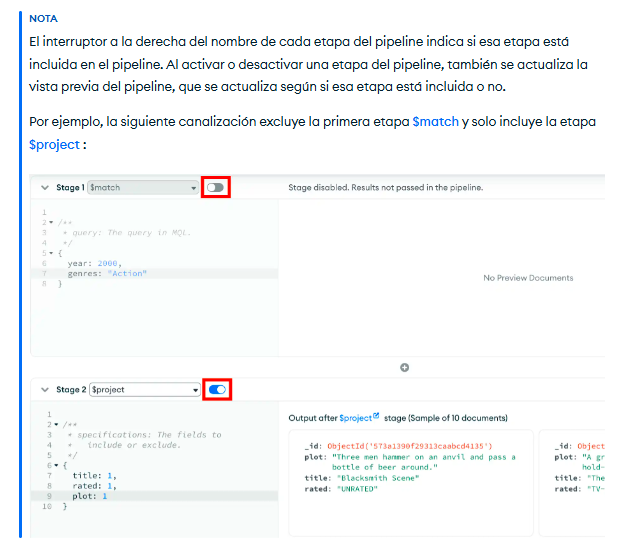 NOTA
El interruptor a la derecha del nombre de cada etapa del pipeline indica si esa etapa está
incluida en el pipeline. Al activar o desactivar una etapa del pipeline, también se actualiza la
vista previa del pipeline, que se actualiza según si esa etapa está incluida o no.
Por ejemplo, la siguiente canalización excluye la primera etapa $match y solo incluye la etapa
$project :
Stage 1 $match
Stage disabled. Results not passed in the pipeline.
1
2 /**
3 * query: The query in MQL.
4 */
5 {
6 year: 2000,
7 genres: "Action"
8 }
No Preview Documents
Stage 2 $project
1
2 /**
3 * specifications: The fields to
4 * include or exclude.
5 */
6 {
7 title: 1,
8 rated: 1,
9 plot: 1
10 }
Output after $project stage (Sample of 10 documents)
_id: ObjectId('573a1390f29313caabcd4135')
plot: "Three men hammer on an anvil and pass a
bottle of beer around."
title: "Blacksmith Scene"
rated: "UNRATED"
_id: Object
plot: "A gr
hold-
title: "The
rated: "TV-